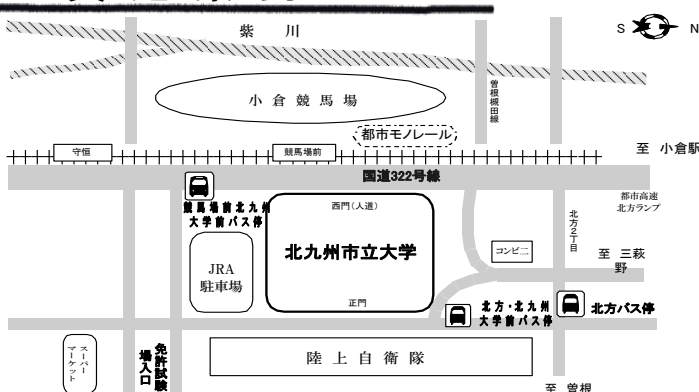 紫川
S N
小倉競馬場
曽根槻田線
都市モノレール
守恒
競馬場前
至 小倉駅
国道322号線
競馬場前北九州
大学前バス停
西門(人道)
北九州市立大学
正門
JRA
駐車場
都市高速
北方ランプ
北方2丁目
コンビニ
至 三萩
野
北方・北九州
大学前バス停
北方バス停
スーパー
マーケット
免許試験
場入口
陸上自衛隊
至 曽根